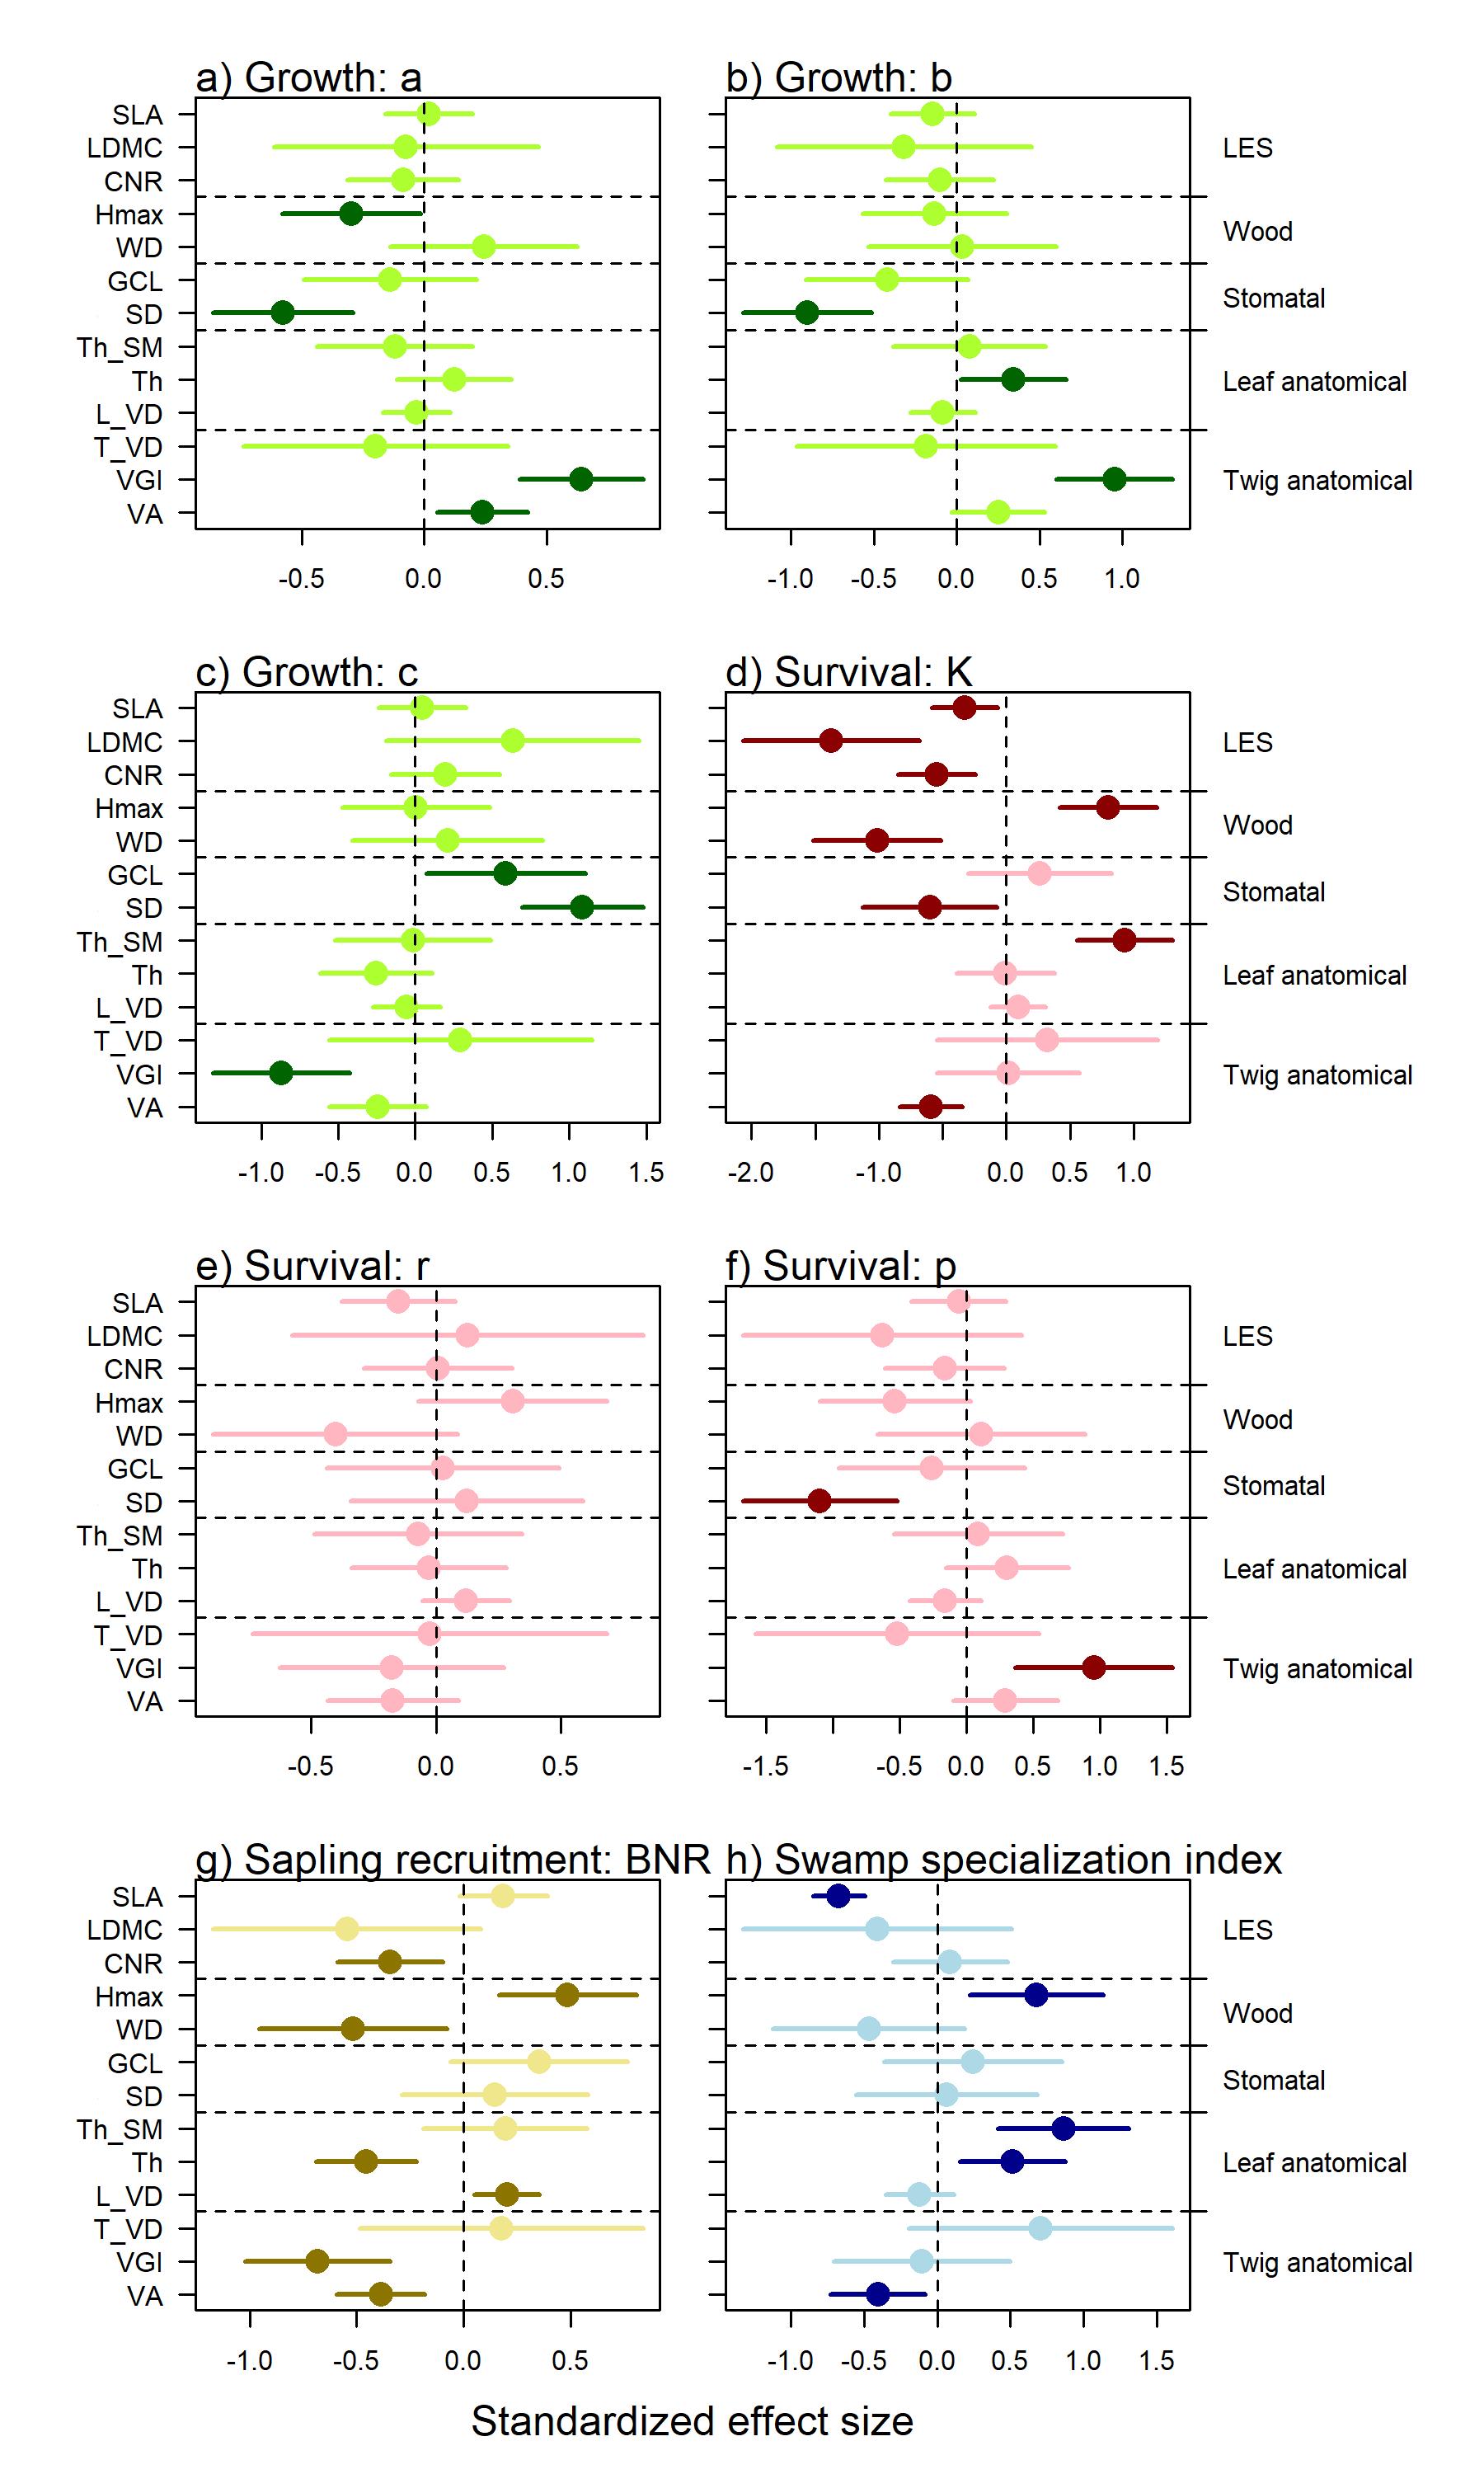 a) Growth: a
b) Growth: b
SLA
LDMC
CNR
Hmax
WD
GCL
SD
Th_SM
Th
L_VD
T_VD
VGI
VA
LES
Wood
Stomatal
Leaf anatomical
Twig anatomical
-0.5 0.0 0.5
-1.0 -0.5 0.0 0.5 1.0
c) Growth: c
d) Survival: K
SLA
LDMC
CNR
Hmax
WD
GCL
SD
Th_SM
Th
L_VD
T_VD
VGI
VA
LES
Wood
Stomatal
Leaf anatomical
Twig anatomical
-1.0 -0.5 0.0 0.5 1.0 1.5
-2.0 -1.0 0.0 0.5 1.0
e) Survival: r
f) Survival: p
SLA
LDMC
CNR
Hmax
WD
GCL
SD
Th_SM
Th
L_VD
T_VD
VGI
VA
LES
Wood
Stomatal
Leaf anatomical
Twig anatomical
-0.5 0.0 0.5
-1.5 -0.5 0.0 0.5 1.0 1.5
g) Sapling recruitment: BNR
h) Swamp specialization index
SLA
LDMC
CNR
Hmax
WD
GCL
SD
Th_SM
Th
L_VD
T_VD
VGI
VA
LES
Wood
Stomatal
Leaf anatomical
Twig anatomical
-1.0 -0.5 0.0 0.5
-1.0 -0.5 0.0 0.5 1.0 1.5
Standardized effect size